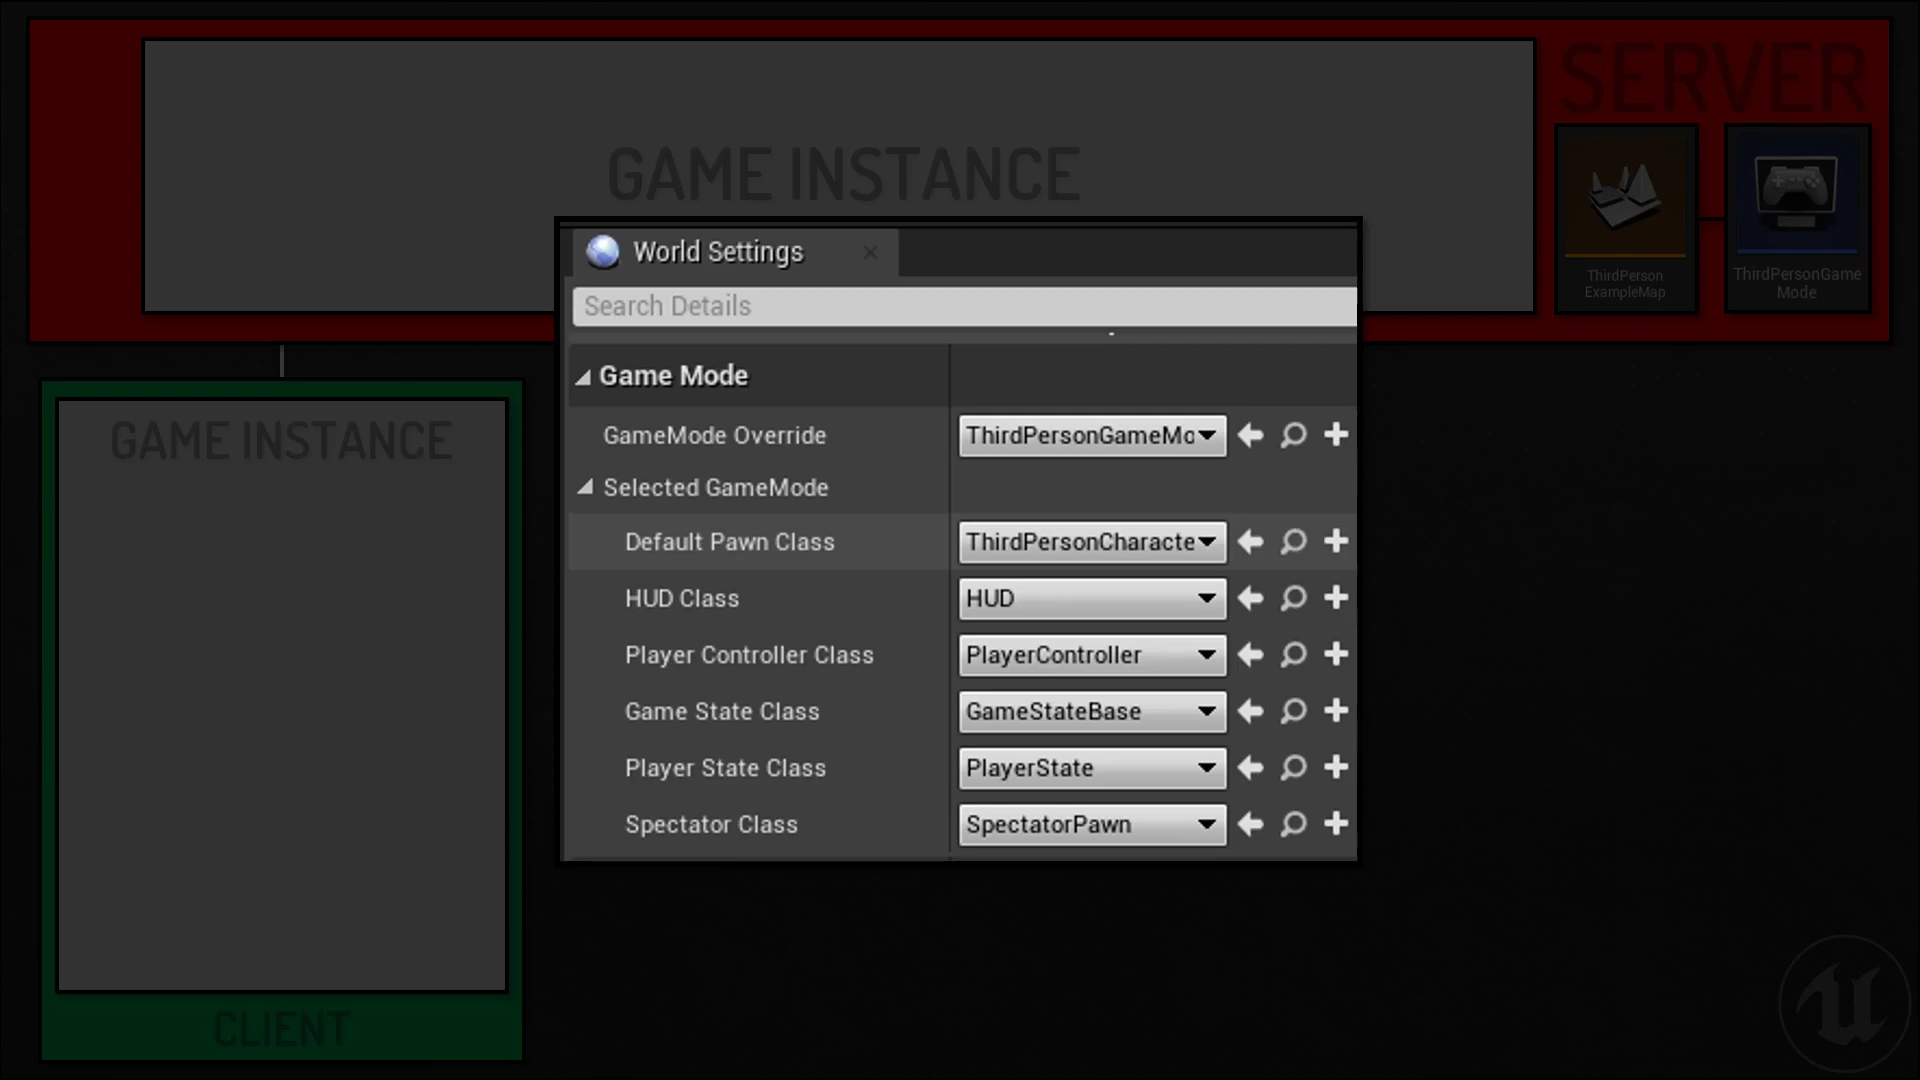 SERVER
GAME INSTANCE
ThirdPerson
ExampleMap
ThirdPersonGame
Mode
World Settings
Search Details
Game Mode
GameMode Override
ThirdPersonGameMo
Selected GameMode
Default Pawn Class
ThirdPersonCharacte
HUD Class
HUD
Player Controller Class
PlayerController
Game State Class
GameStateBase
Player State Class
PlayerState
Spectator Class
SpectatorPawn
GAME INSTANCE
CLIENT